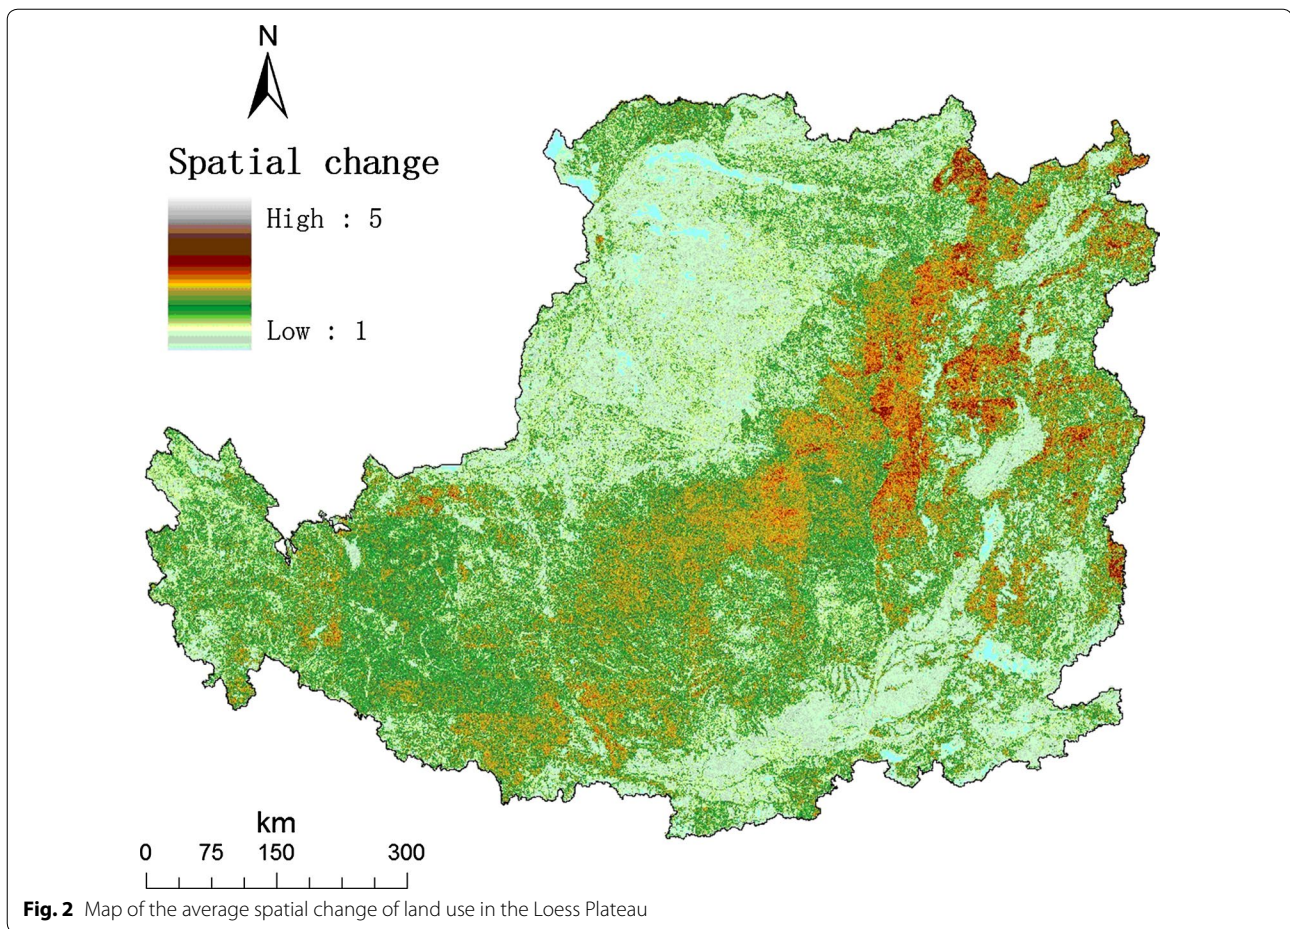 N
Spatial change
High : 5
Low : 1
km
0 75 150 300
Fig. 2 Map of the average spatial change of land use in the Loess Plateau